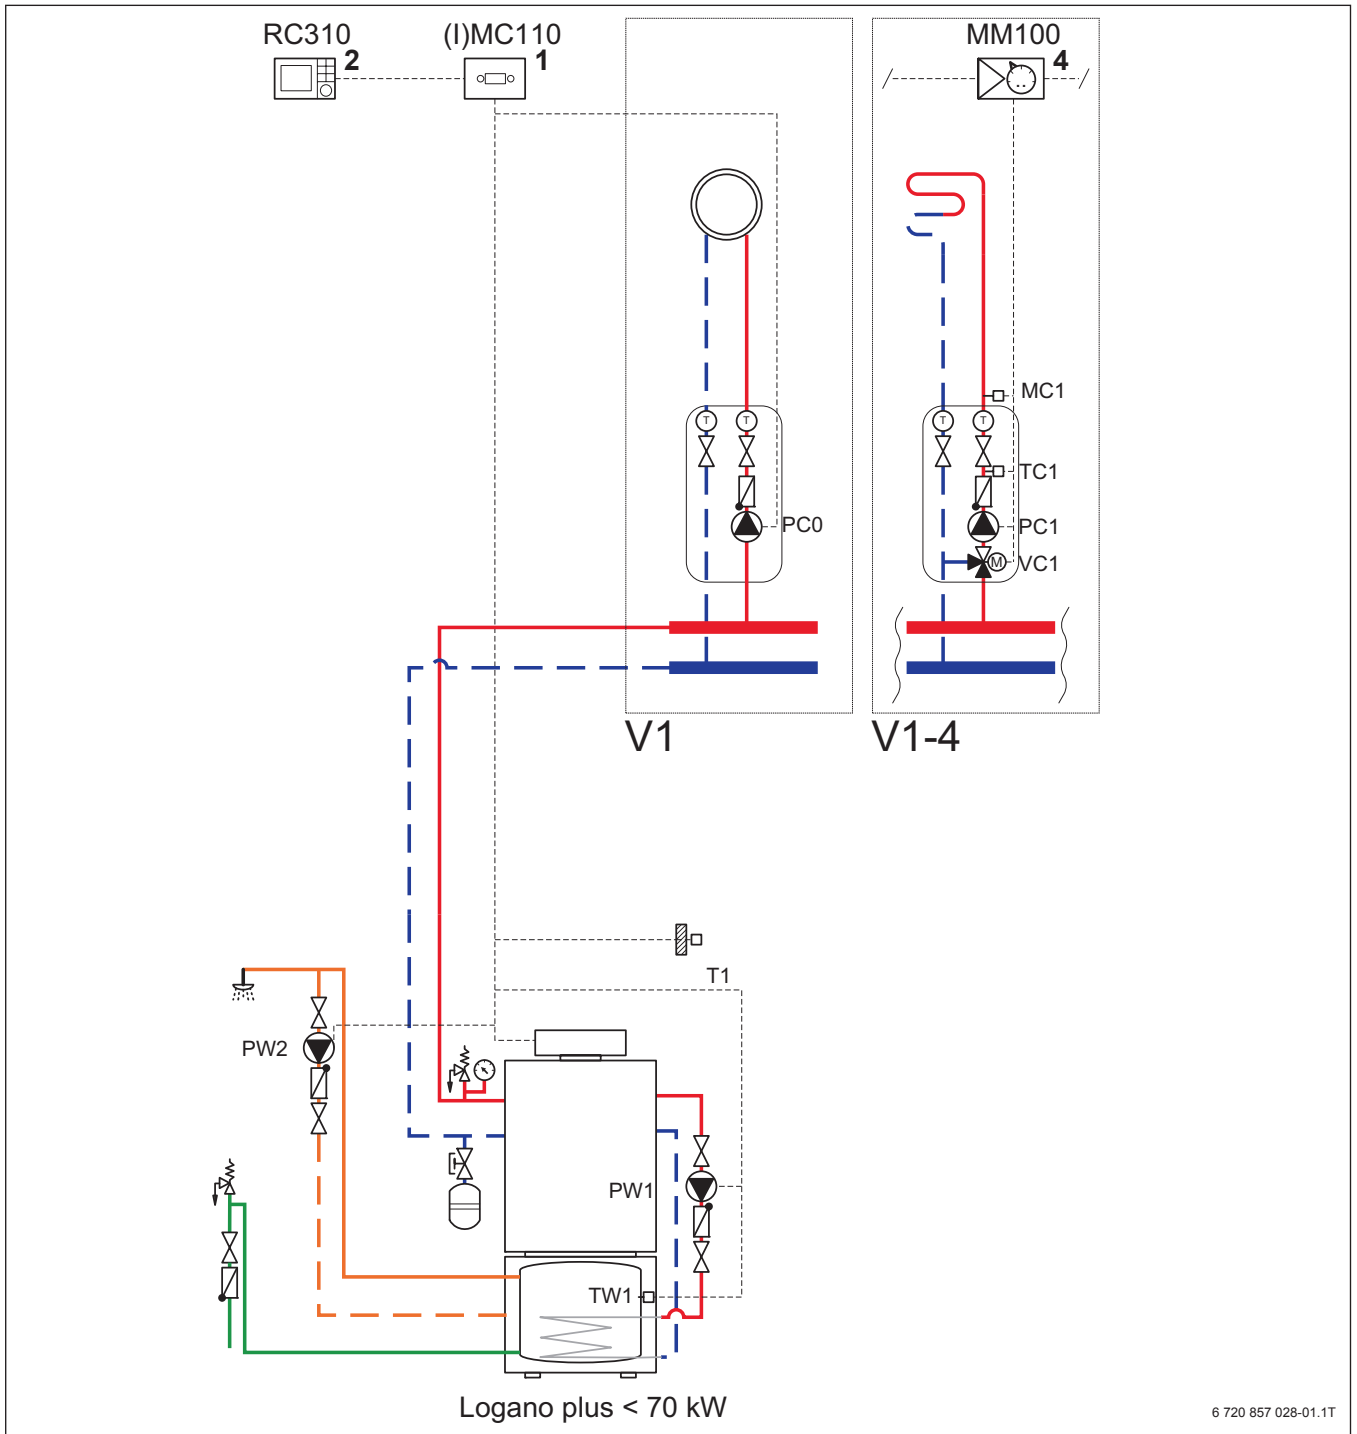 RC310
2
(I)MC110
1
MM100
4
T
T
T
T
MC1
TC1
PC0
PC1
M
VC1
V1
V1-4
T1
PW2
PW1
TW1
Logano plus < 70 kW
6 720 857 028-01.1T